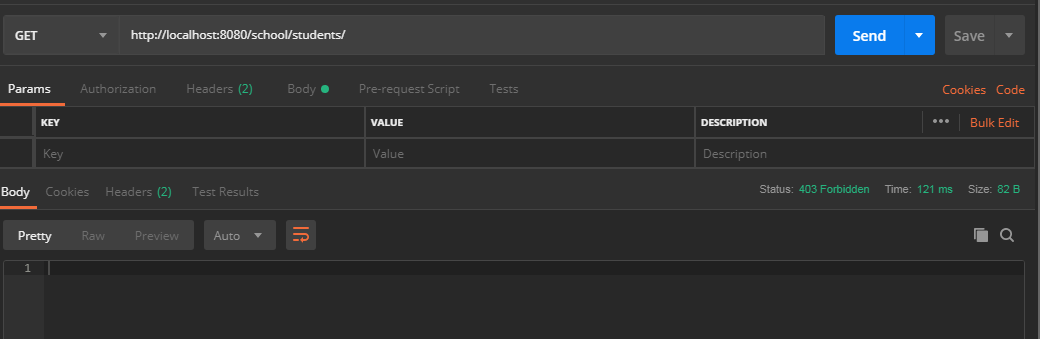 GET http://localhost:8080/school/students/ Send Save
Params Authorization Headers (2) Body Pre-request Script Tests Cookies Code
KEY VALUE DESCRIPTION ••• Bulk Edit
Key Value Description
Body Cookies Headers (2) Test Results Status: 403 Forbidden Time: 121 ms Size: 82 B
Pretty Raw Preview Auto
1